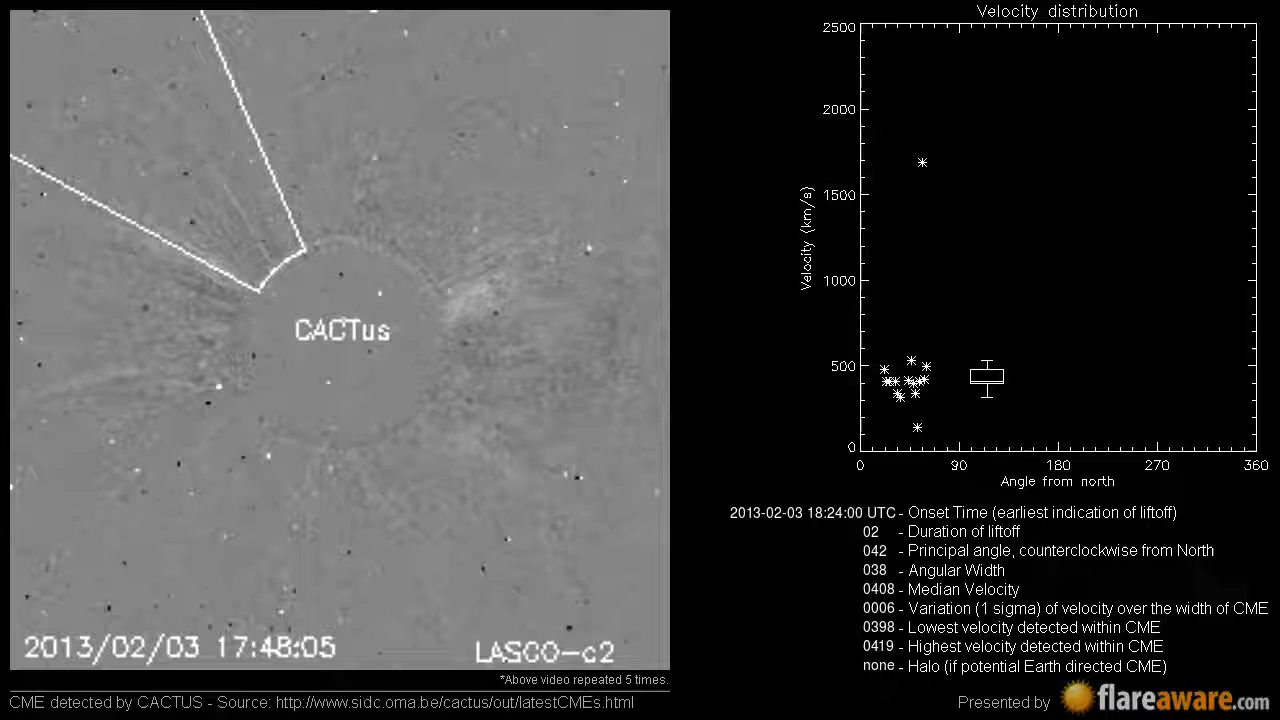 Velocity distribution
2500
2000
1500
1000
500
0
Velocity (km/s)
0 90 180 270 360
Angle from north
CACTus
2013/02/03 17:48:05
LASCO-c2
*Above video repeated 5 times.
CME detected by CACTUS - Source: http://www.sidc.oma.be/cactus/out/latestCMEs.html
2013-02-03 18:24:00 UTC - Onset Time (earliest indication of liftoff)
02 - Duration of liftoff
042 - Principal angle, counterclockwise from North
038 - Angular Width
0408 - Median Velocity
0006 - Variation (1 sigma) of velocity over the width of CME
0398 - Lowest velocity detected within CME
0419 - Highest velocity detected within CME
none - Halo (if potential Earth directed CME)
Presented by flareaware.com